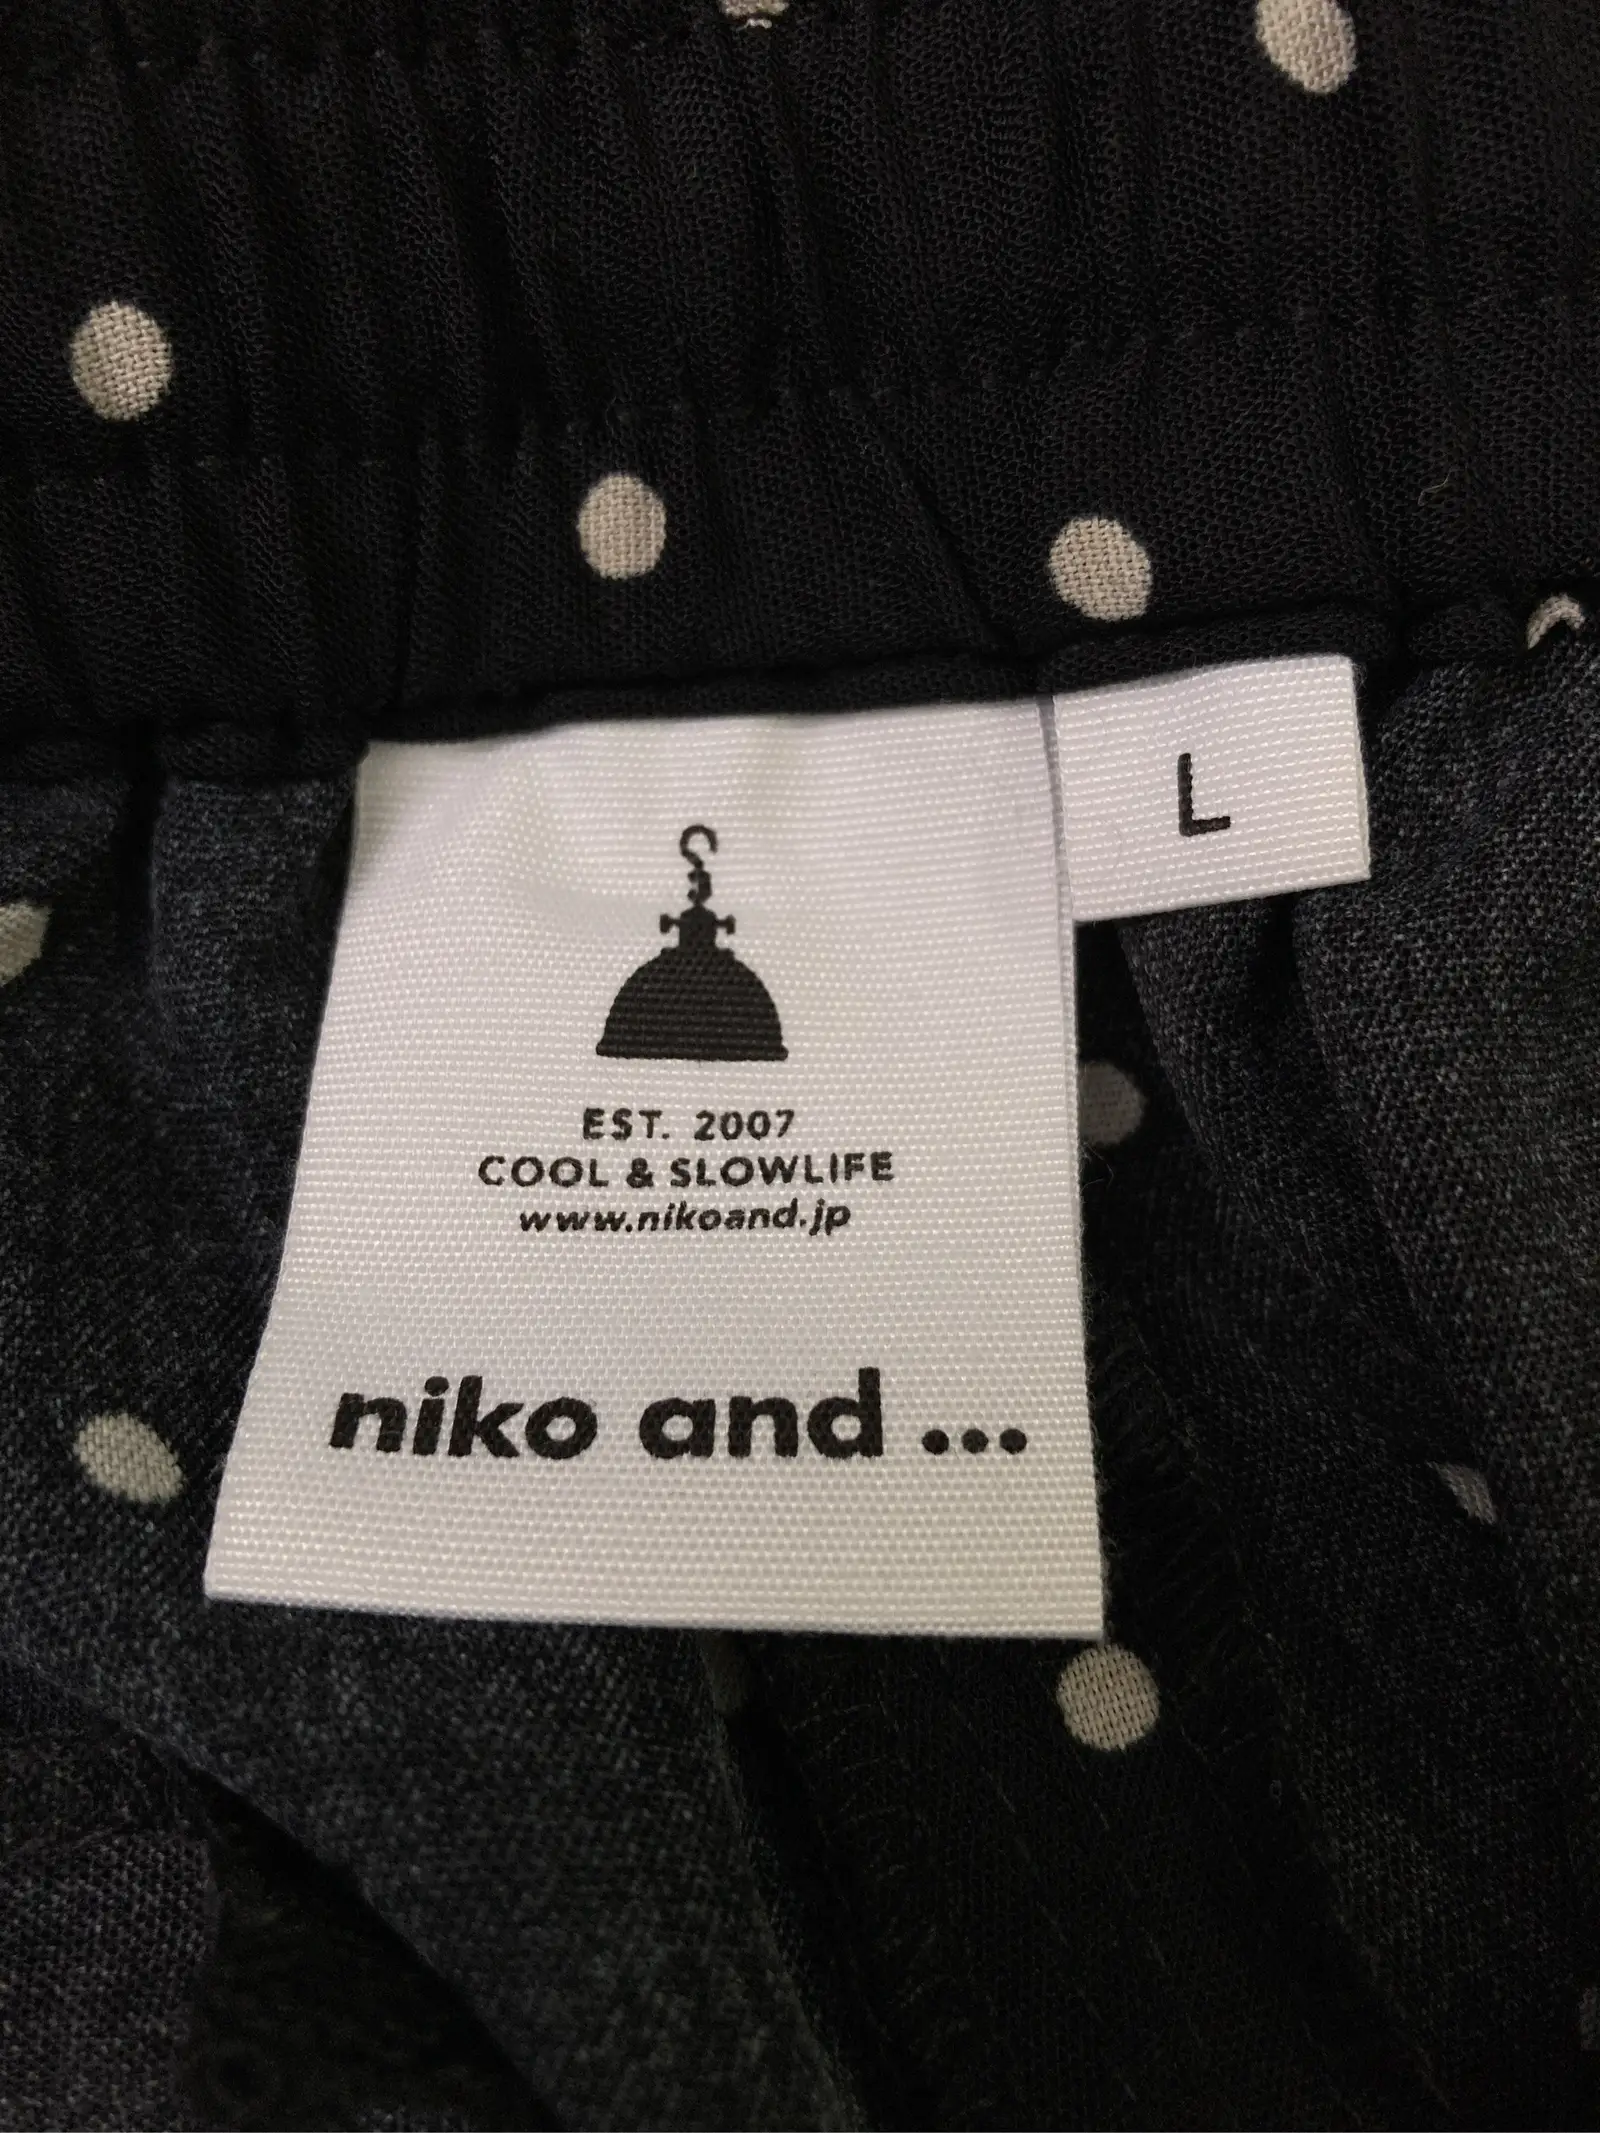 L
EST. 2007
COOL & SLOWLIFE
www.nikoand.jp
niko and ...